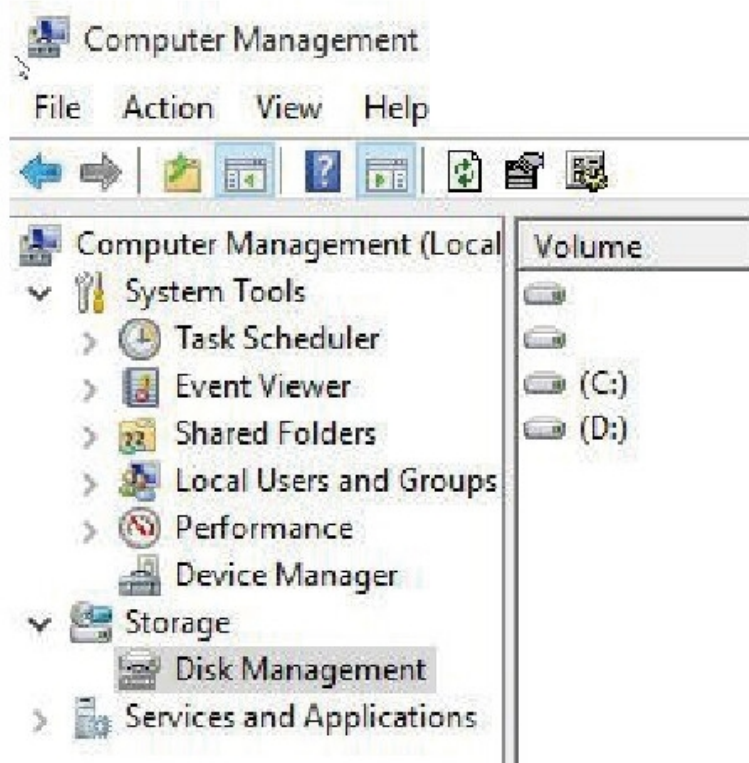 Computer Management
File Action View Help
Computer Management (Local
System Tools
Task Scheduler
Event Viewer
Shared Folders
Local Users and Groups
Performance
Device Manager
Storage
Disk Management
Services and Applications
Volume
(C:)
(D:)